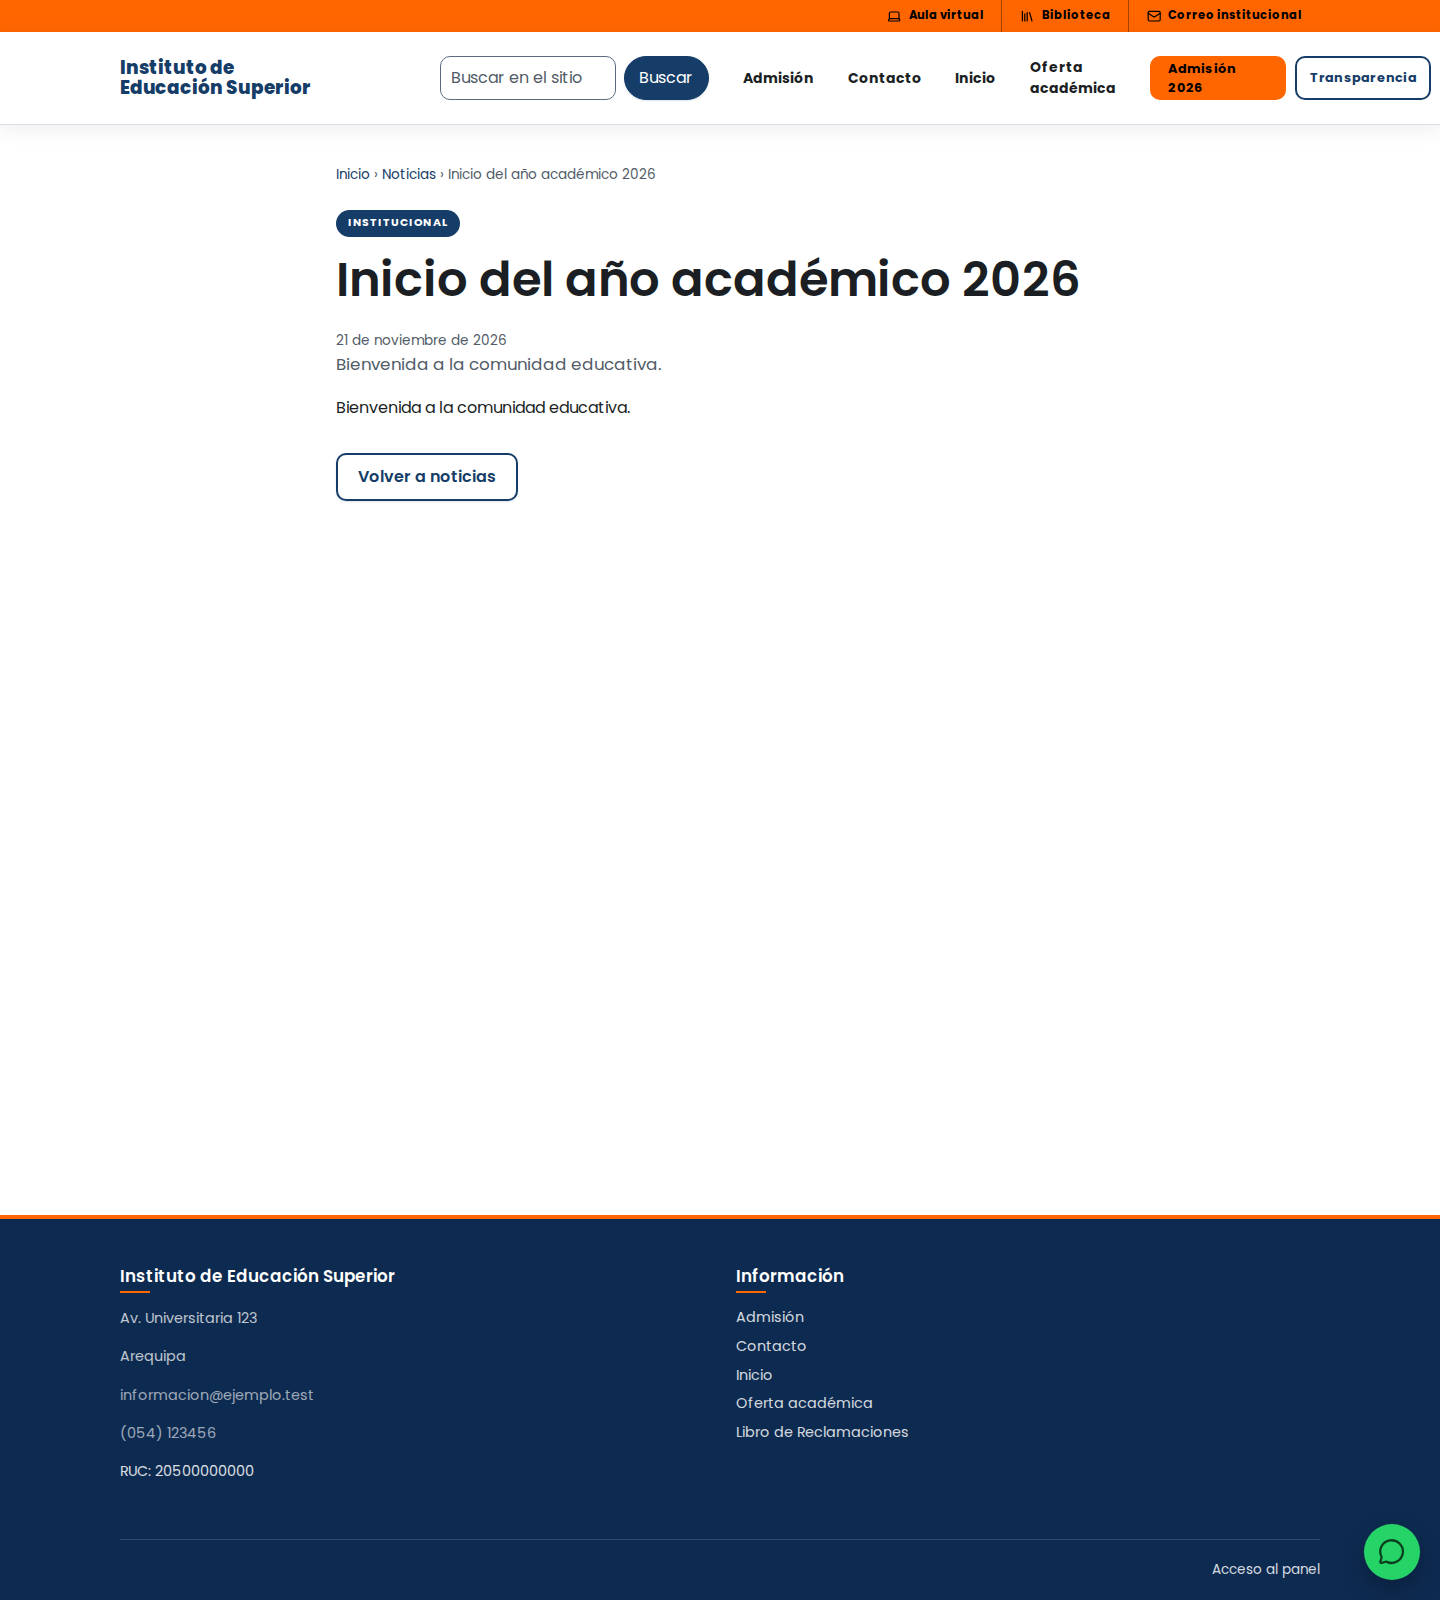 Aula virtual
Biblioteca
Correo institucional
Instituto de
Educación Superior
Buscar en el sitio
Buscar
Admisión
Contacto
Inicio
Oferta
académica
Admisión
2026
Transparencia
Inicio › Noticias › Inicio del año académico 2026
INSTITUCIONAL
Inicio del año académico 2026
21 de noviembre de 2026
Bienvenida a la comunidad educativa.
Bienvenida a la comunidad educativa.
Volver a noticias
Instituto de Educación Superior
Av. Universitaria 123
Arequipa
informacion@ejemplo.test
(054) 123456
RUC: 20500000000
Información
Admisión
Contacto
Inicio
Oferta académica
Libro de Reclamaciones
Acceso al panel